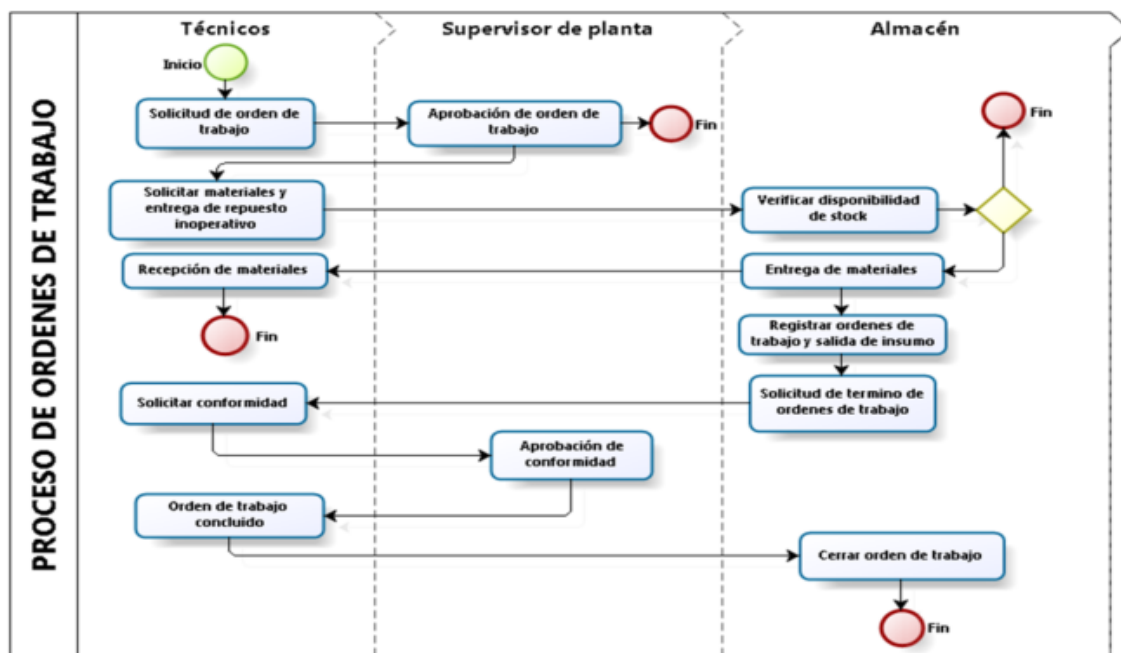 PROCESO DE ORDENES DE TRABAJO
Técnicos
Supervisor de planta
Almacén
Inicio
Solicitud de orden de
trabajo
Aprobación de orden de
trabajo
Fin
Fin
Solicitar materiales y
entrega de repuesto
inoperativo
Verificar disponibilidad
de stock
Recepción de materiales
Entrega de materiales
Fin
Registrar ordenes de
trabajo y salida de insumo
Solicitar conformidad
Solicitud de termino de
ordenes de trabajo
Aprobación de
conformidad
Orden de trabajo
concluido
Cerrar orden de trabajo
Fin